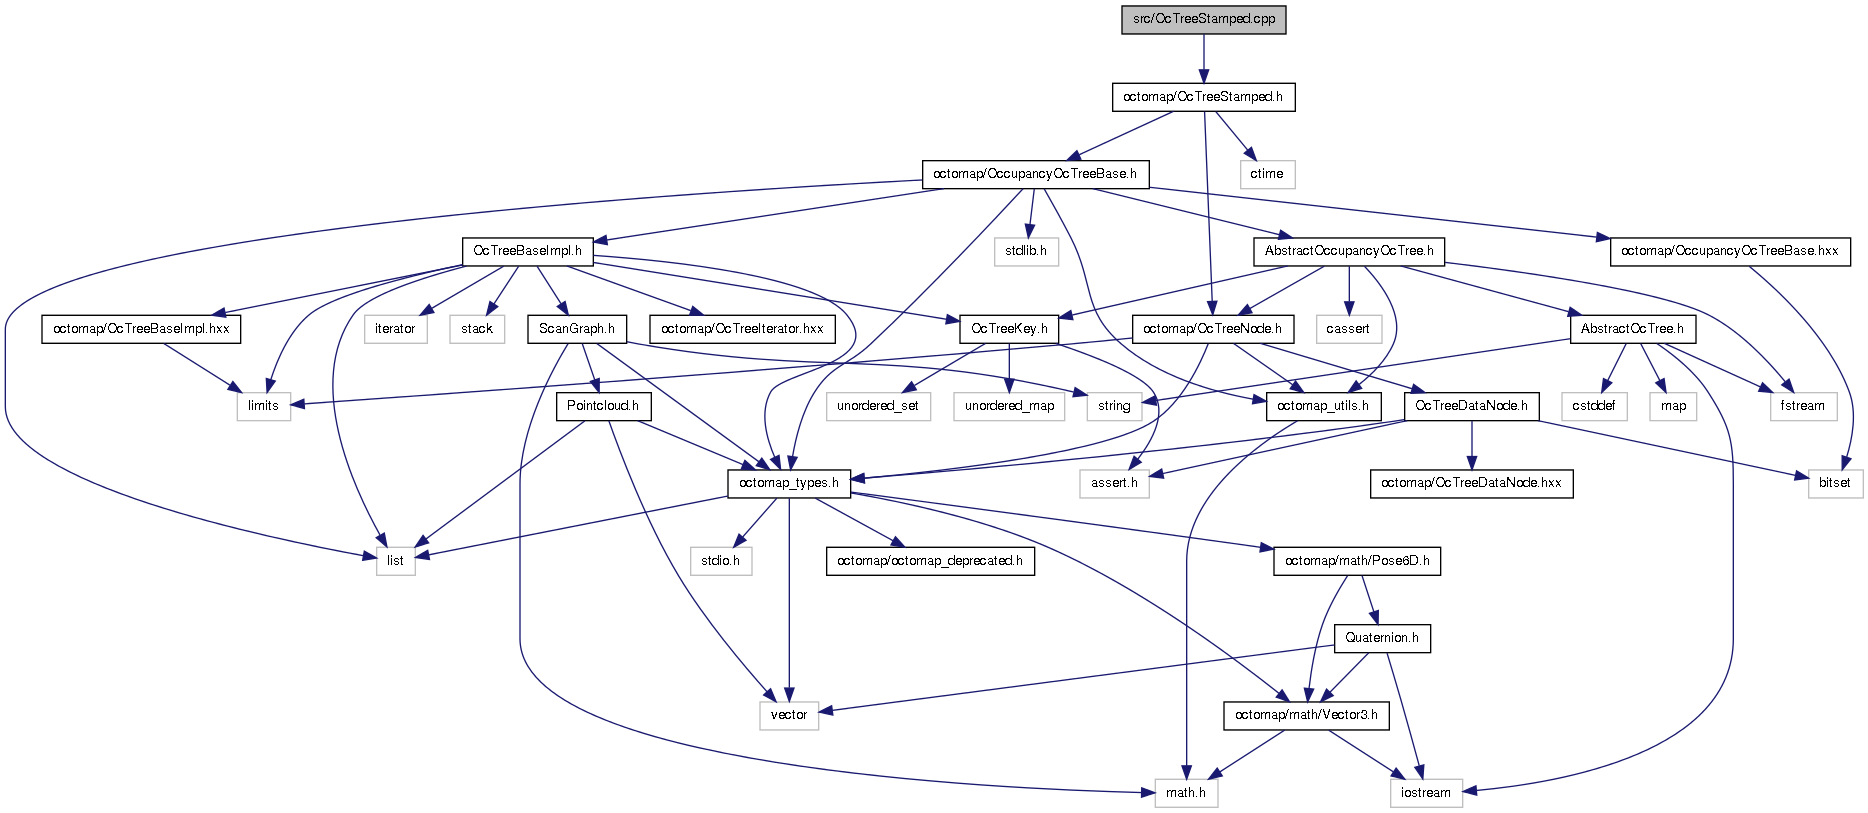 src/OcTreeStamped.cpp
octomap/OcTreeStamped.h
octomap/OccupancyOcTreeBase.h
ctime
OcTreeBaseImpl.h
stdlib.h
AbstractOccupancyOcTree.h
octomap/OccupancyOcTreeBase.hxx
octomap/OcTreeBaseImpl.hxx
iterator
stack
ScanGraph.h
octomap/OcTreeIterator.hxx
OcTreeKey.h
octomap/OcTreeNode.h
cassert
AbstractOcTree.h
limits
Pointcloud.h
unordered_set
unordered_map
string
octomap_utils.h
OcTreeDataNode.h
cstddef
map
fstream
octomap_types.h
assert.h
octomap/OcTreeDataNode.hxx
bitset
list
stdio.h
octomap/octomap_deprecated.h
octomap/math/Pose6D.h
Quaternion.h
vector
octomap/math/Vector3.h
math.h
iostream